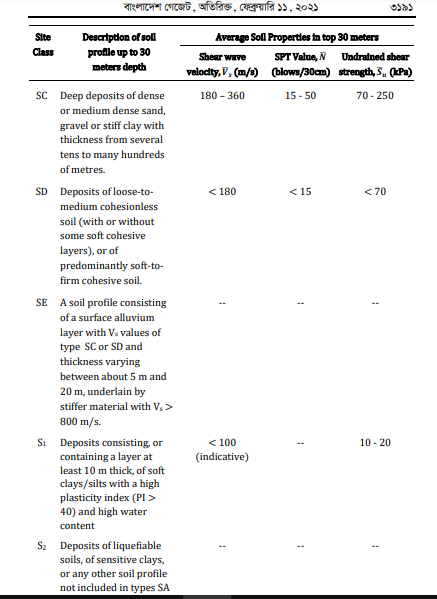 বাংলাদেশ গেজেট, অতিরিক্ত, ফেব্রুয়ারি ১১, ২০২১ ৩১৯১
Site Class Description of soil profile up to 30 meters depth Average Soil Properties in top 30 meters
Shear wave velocity, V̅s (m/s) SPT Value, N̅ (blows/30cm) Undrained shear strength, S̅u (kPa)
SC Deep deposits of dense 180 – 360 15 - 50 70 - 250
or medium dense sand,
gravel or stiff clay with
thickness from several
tens to many hundreds
of metres.
SD Deposits of loose-to- < 180 < 15 < 70
medium cohesionless
soil (with or without
some soft cohesive
layers), or of
predominantly soft-to-
firm cohesive soil.
SE A soil profile consisting -- -- --
of a surface alluvium
layer with Vs values of
type SC or SD and
thickness varying
between about 5 m and
20 m, underlain by
stiffer material with Vs >
800 m/s.
S1 Deposits consisting, or < 100 -- 10 - 20
containing a layer at (indicative)
least 10 m thick, of soft
clays/silts with a high
plasticity index (PI >
40) and high water
content
S2 Deposits of liquefiable -- -- --
soils, of sensitive clays,
or any other soil profile
not included in types SA